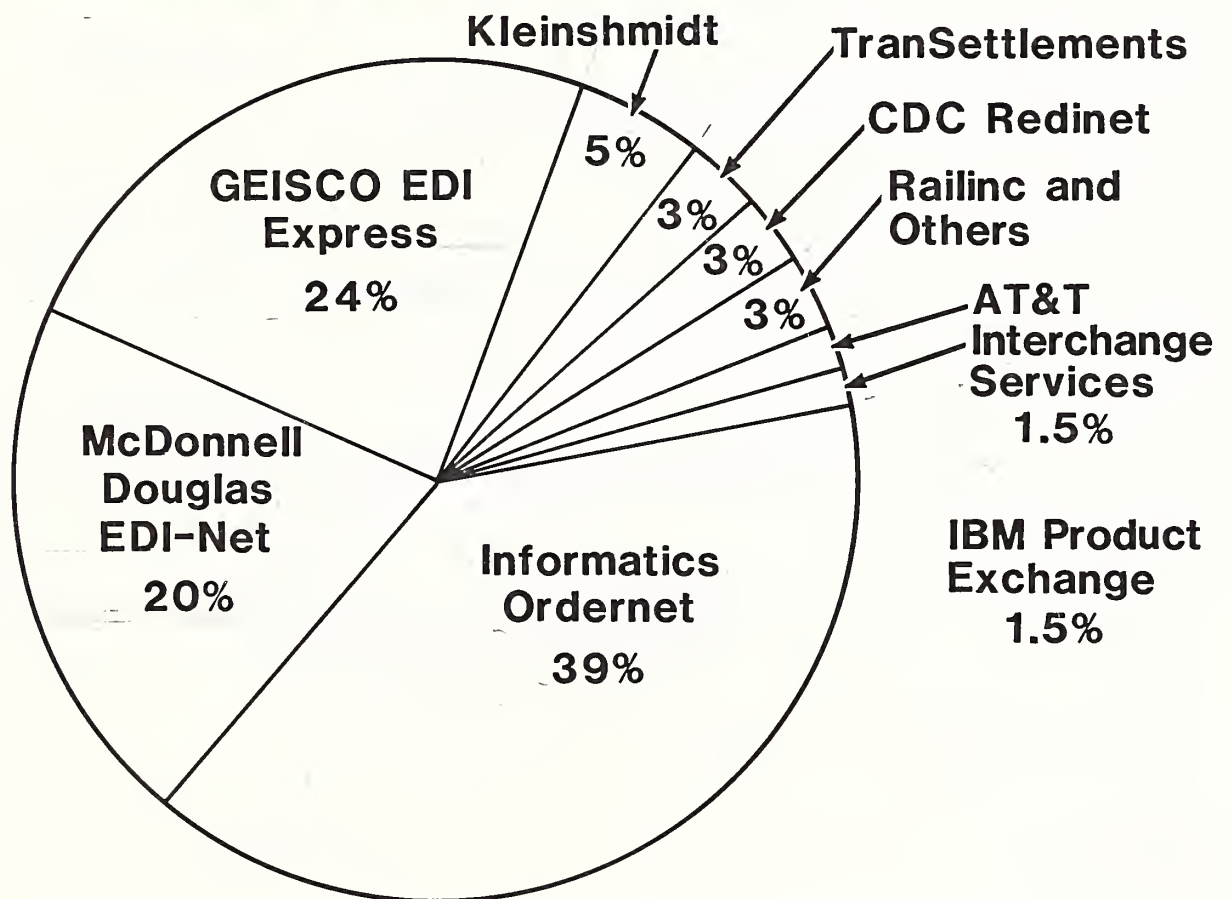 Kleinshmidt
5%
TranSettlements
3%
CDC Redinet
3%
Railinc and
Others
3%
AT&T
Interchange
Services
1.5%
IBM Product
Exchange
1.5%
GEISCO EDI
Express
24%
McDonnell
Douglas
EDI-Net
20%
Informatics
Ordernet
39%